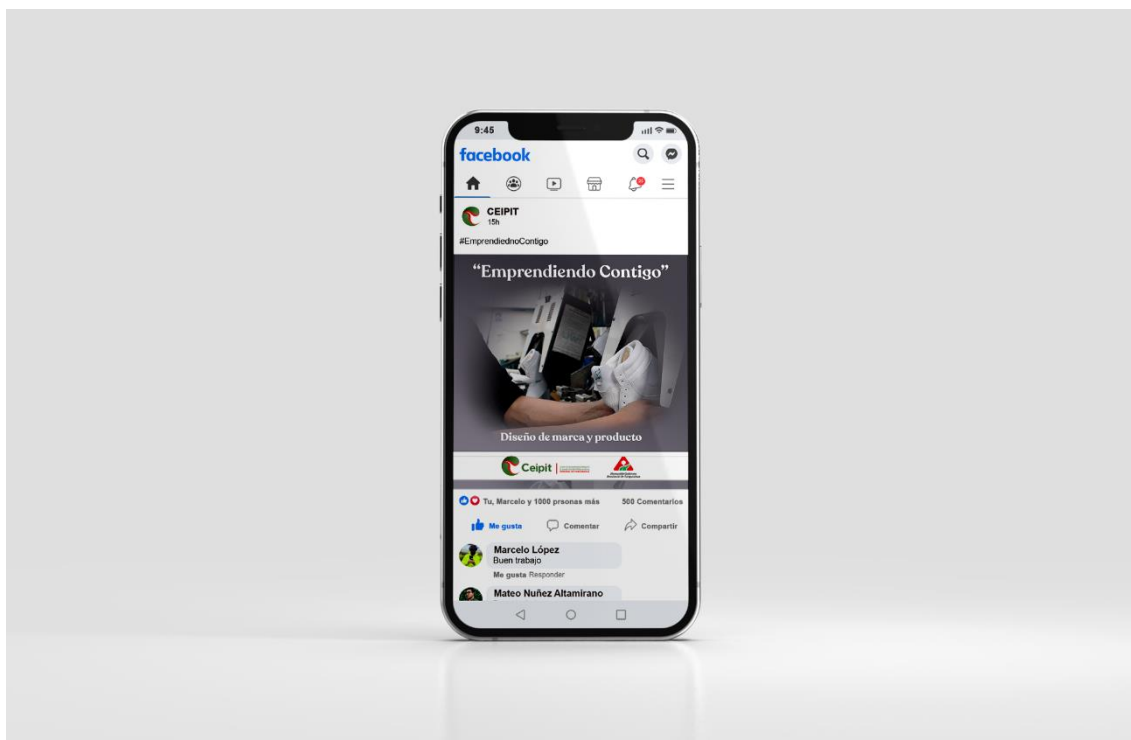 9:45
facebook
CEIPIT
15h
#EmprendiednoContigo
“Emprendiendo Contigo”
Diseño de marca y producto
Ceipit
Tu, Marcelo y 1000 prsonas màs 500 Comentarios
Me gusta Comentar Compartir
Marcelo López
Buen trabajo
Me gusta Responder
Mateo Nuñez Altamirano